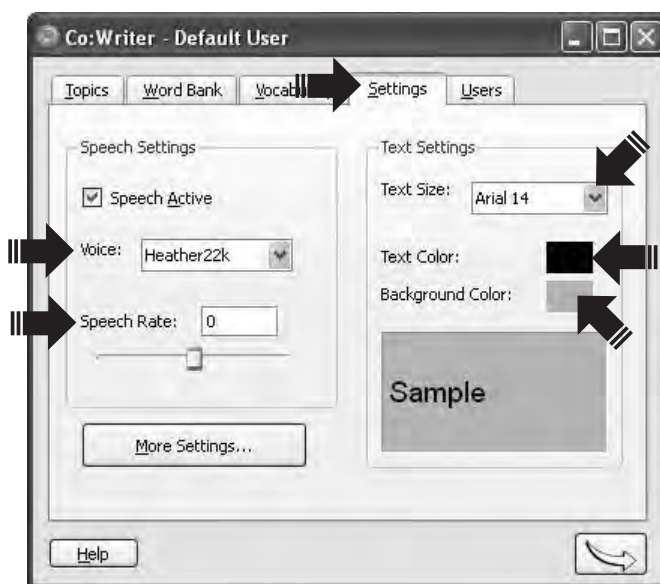 Co:Writer - Default User
Topics Word Bank Settings Users
Speech Settings
Speech Active
Voice: Heather22k
Speech Rate: 0
More Settings...
Text Settings
Text Size: Arial 14
Text Color:
Background Color:
Sample
Help